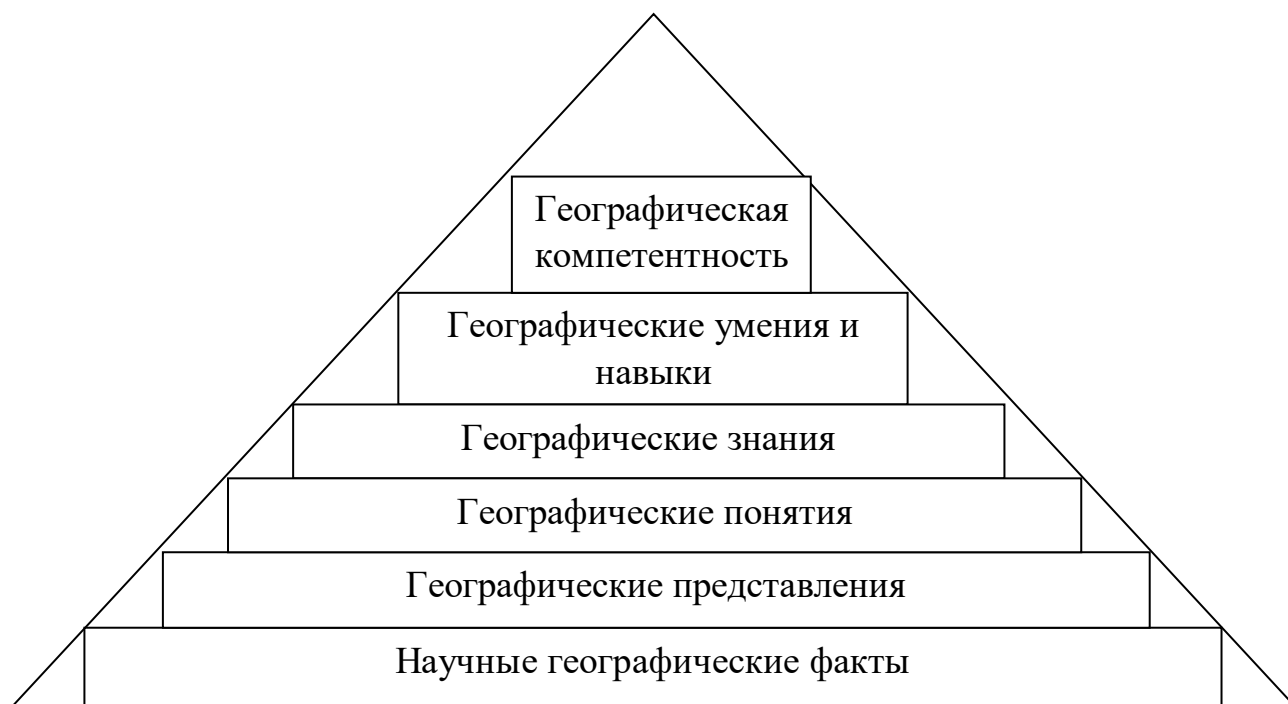 Географическая
компетентность
Географические умения и
навыки
Географические знания
Географические понятия
Географические представления
Научные географические факты